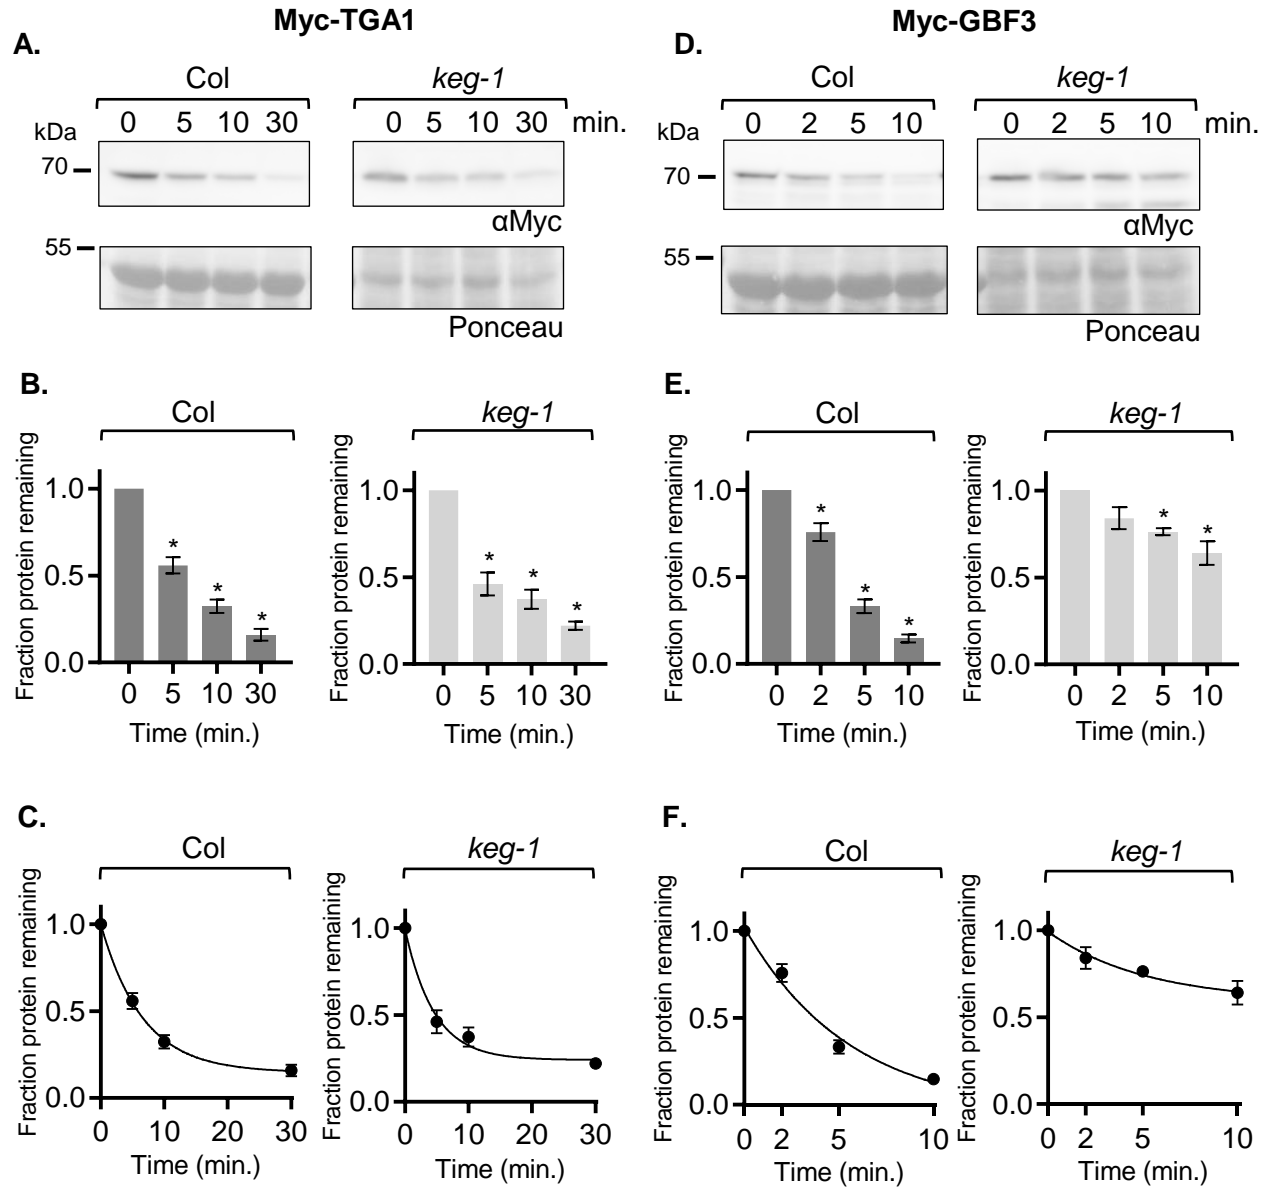 Myc-TGA1
Myc-GBF3
A.
Col
keg-1
kDa
0 5 10 30
0 5 10 30 min.
70
αMyc
55
Ponceau
D.
Col
keg-1
kDa
0 2 5 10
0 2 5 10 min.
70
αMyc
55
Ponceau
B.
Col
Fraction protein remaining
1.0
0.5
0.0
* * *
0 5 10 30
Time (min.)
keg-1
Fraction protein remaining
1.0
0.5
0.0
* * *
0 5 10 30
Time (min.)
E.
Col
Fraction protein remaining
1.0
0.5
0.0
* * *
0 2 5 10
Time (min.)
keg-1
Fraction protein remaining
1.0
0.5
0.0
* *
0 2 5 10
Time (min.)
C.
Col
Fraction protein remaining
1.0
0.5
0.0
0 10 20 30
Time (min.)
keg-1
Fraction protein remaining
1.0
0.5
0.0
0 10 20 30
Time (min.)
F.
Col
Fraction protein remaining
1.0
0.5
0.0
0 2 5 10
Time (min.)
keg-1
Fraction protein remaining
1.0
0.5
0.0
0 2 5 10
Time (min.)